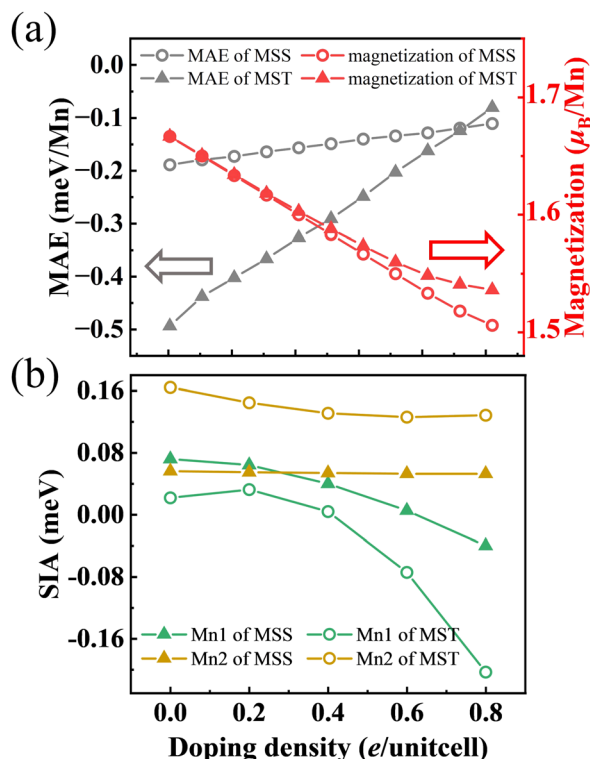 (a)
MAE of MSS
magnetization of MSS
MAE of MST
magnetization of MST
0.0
-0.1
-0.2
-0.3
-0.4
-0.5
MAE (meV/Mn)
1.7
1.6
1.5
Magnetization (μB/Mn)
(b)
0.16
0.08
0.00
-0.08
-0.16
SIA (meV)
Mn1 of MSS
Mn1 of MST
Mn2 of MSS
Mn2 of MST
0.0 0.2 0.4 0.6 0.8
Doping density (e/unitcell)